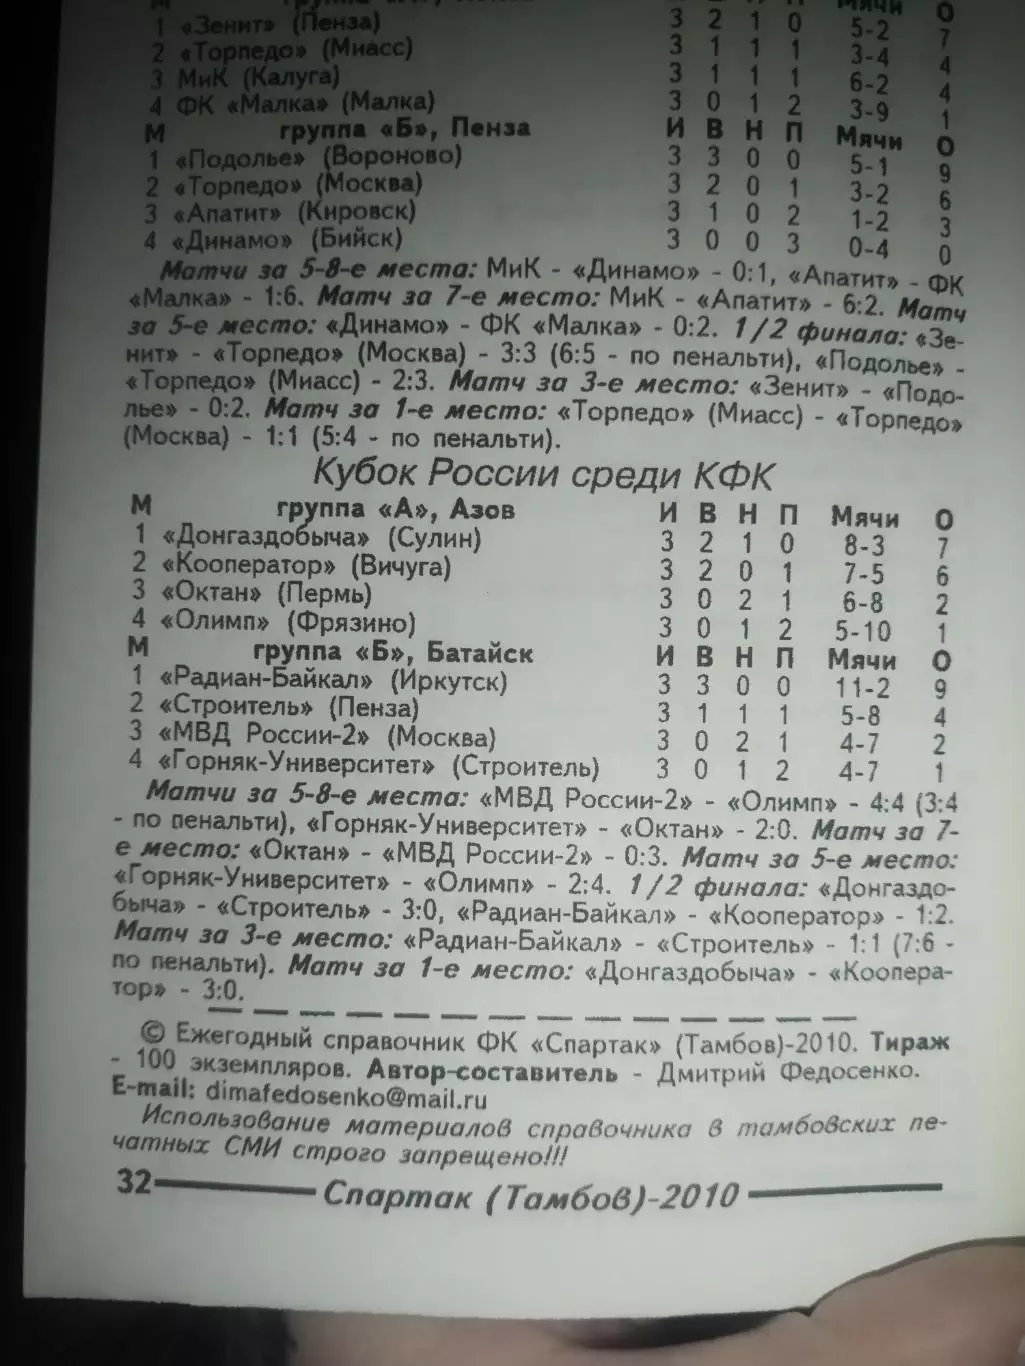 1 «Зенит» (Пенза) 3 2 1 0 5-2 7
2 «Торпедо» (Миасс) 3 1 1 1 3-4 4
3 МиК (Калуга) 3 1 1 1 6-2 4
4 ФК «Малка» (Малка) 3 0 1 2 3-9 1
М группа «Б», Пенза И В Н П Мячи О
1 «Подолье» (Вороново) 3 3 0 0 5-1 9
2 «Торпедо» (Москва) 3 2 0 1 3-2 6
3 «Апатит» (Кировск) 3 1 0 2 1-2 3
4 «Динамо» (Бийск) 3 0 0 3 0-4 0
Матчи за 5-8-е места: МиК - «Динамо» - 0:1, «Апатит» - ФК
«Малка» - 1:6. Матч за 7-е место: МиК - «Апатит» - 6:2. Матч
за 5-е место: «Динамо» - ФК «Малка» - 0:2. 1/2 финала: «Зе-
нит» - «Торпедо» (Москва) - 3:3 (6:5 - по пенальти), «Подолье» -
«Торпедо» (Миасс) - 2:3. Матч за 3-е место: «Зенит» - «Подо-
лье» - 0:2. Матч за 1-е место: «Торпедо» (Миасс) - «Торпедо»
(Москва) - 1:1 (5:4 - по пенальти).
Кубок России среди КФК
М группа «А», Азов И В Н П Мячи О
1 «Донгаздобыча» (Сулин) 3 2 1 0 8-3 7
2 «Кооператор» (Вичуга) 3 2 0 1 7-5 6
3 «Октан» (Пермь) 3 0 2 1 6-8 2
4 «Олимп» (Фрязино) 3 0 1 2 5-10 1
М группа «Б», Батайск И В Н П Мячи О
1 «Радиан-Байкал» (Иркутск) 3 3 0 0 11-2 9
2 «Строитель» (Пенза) 3 1 1 1 5-8 4
3 «МВД России-2» (Москва) 3 0 2 1 4-7 2
4 «Горняк-Университет» (Строитель) 3 0 1 2 4-7 1
Матчи за 5-8-е места: «МВД России-2» - «Олимп» - 4:4 (3:4
- по пенальти), «Горняк-Университет» - «Октан» - 2:0. Матч за 7-
е место: «Октан» - «МВД России-2» - 0:3. Матч за 5-е место:
«Горняк-Университет» - «Олимп» - 2:4. 1/2 финала: «Донгаздо-
быча» - «Строитель» - 3:0, «Радиан-Байкал» - «Кооператор» - 1:2.
Матч за 3-е место: «Радиан-Байкал» - «Строитель» - 1:1 (7:6 -
по пенальти). Матч за 1-е место: «Донгаздобыча» - «Коопера-
тор» - 3:0.
© Ежегодный справочник ФК «Спартак» (Тамбов)-2010. Тираж
- 100 экземпляров. Автор-составитель - Дмитрий Федосенко.
E-mail: dimafedosenko@mail.ru
Использование материалов справочника в тамбовских пе-
чатных СМИ строго запрещено!!!
32 Спартак (Тамбов)-2010